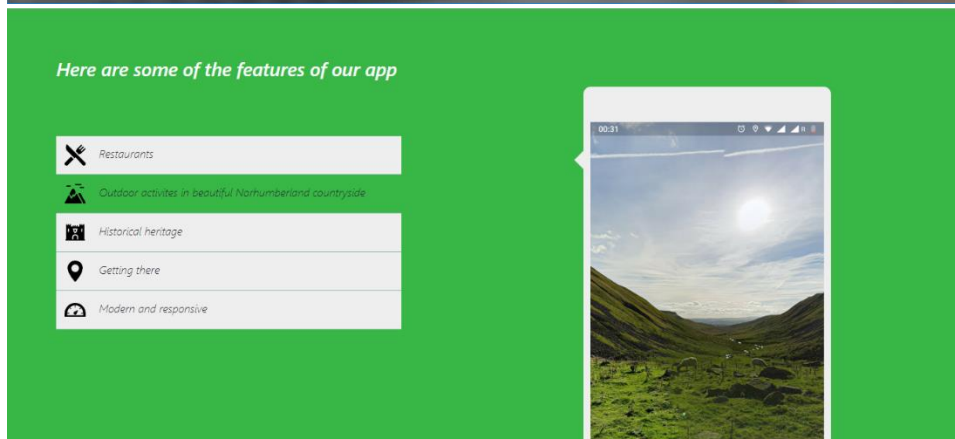 Here are some of the features of our app
Restaurants
Outdoor activites in beautiful Norhumberland countryside
Historical heritage
Getting there
Modern and responsive
00:31
R